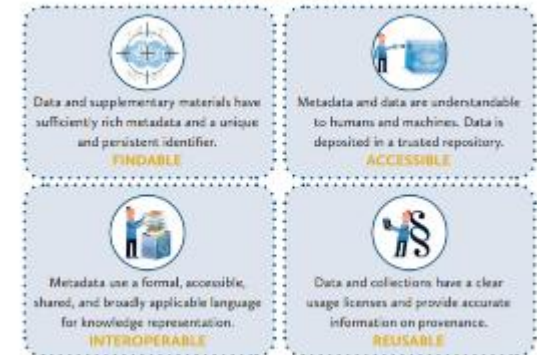 Data and supplementary materials have
sufficiently rich metadata and a unique
and persistent identifier.
FINDABLE
Metadata and data are understandable
to humans and machines. Data is
deposited in a trusted repository.
ACCESSIBLE
Metadata use a formal, accessible,
shared, and broadly applicable language
for knowledge representation.
INTEROPERABLE
Data and collections have a clear
usage licenses and provide accurate
information on provenance.
REUSABLE